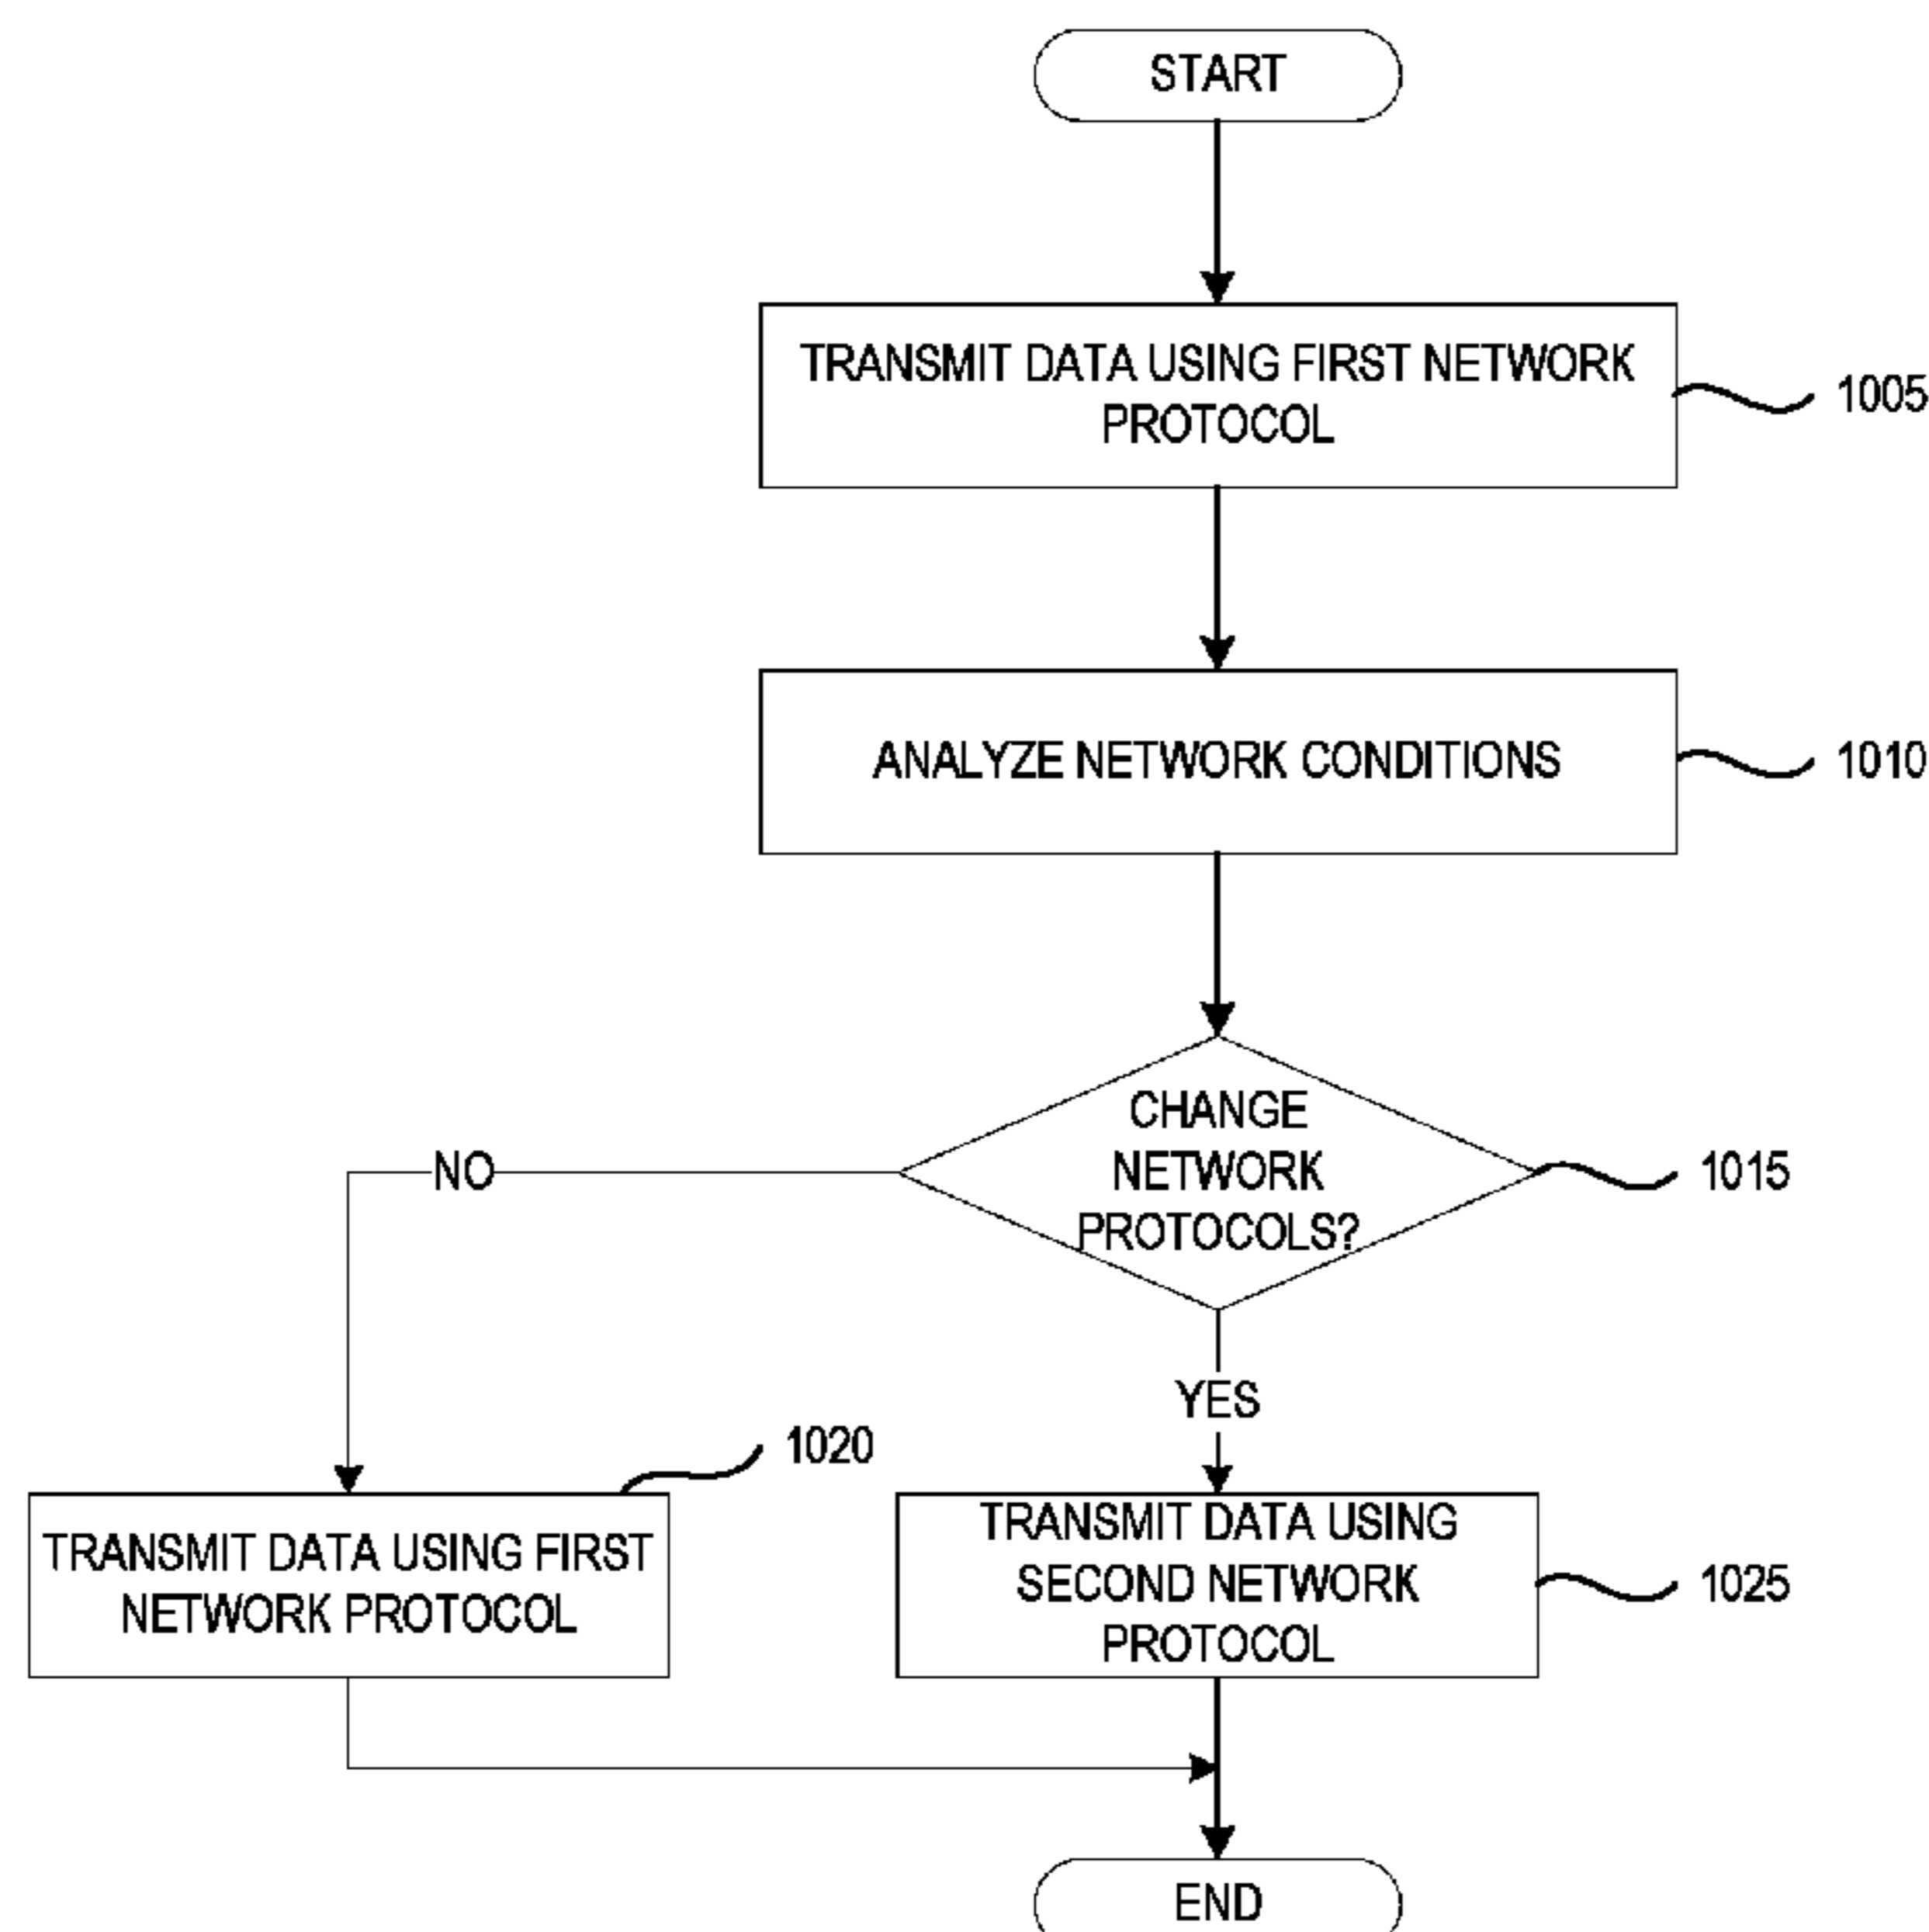 START
TRANSMIT DATA USING FIRST NETWORK
PROTOCOL
1005
ANALYZE NETWORK CONDITIONS
1010
CHANGE
NETWORK
PROTOCOLS?
1015
NO
YES
1020
TRANSMIT DATA USING FIRST
NETWORK PROTOCOL
TRANSMIT DATA USING
SECOND NETWORK
PROTOCOL
1025
END